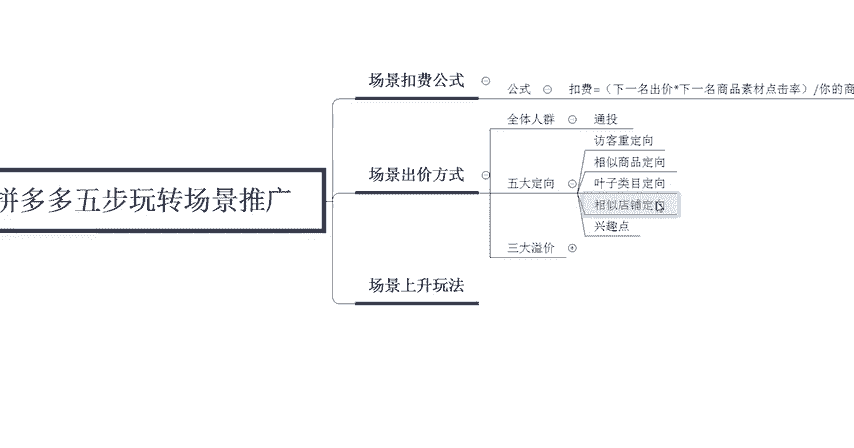 拼多多五步玩转场景推广
场景扣费公式
公式
扣费=(下一名出价*下一名商品素材点击率)/你的商
场景出价方式
全体人群
通投
五大定向
访客重定向
相似商品定向
叶子类目定向
相似店铺定向
兴趣点
三大溢价
场景上升玩法